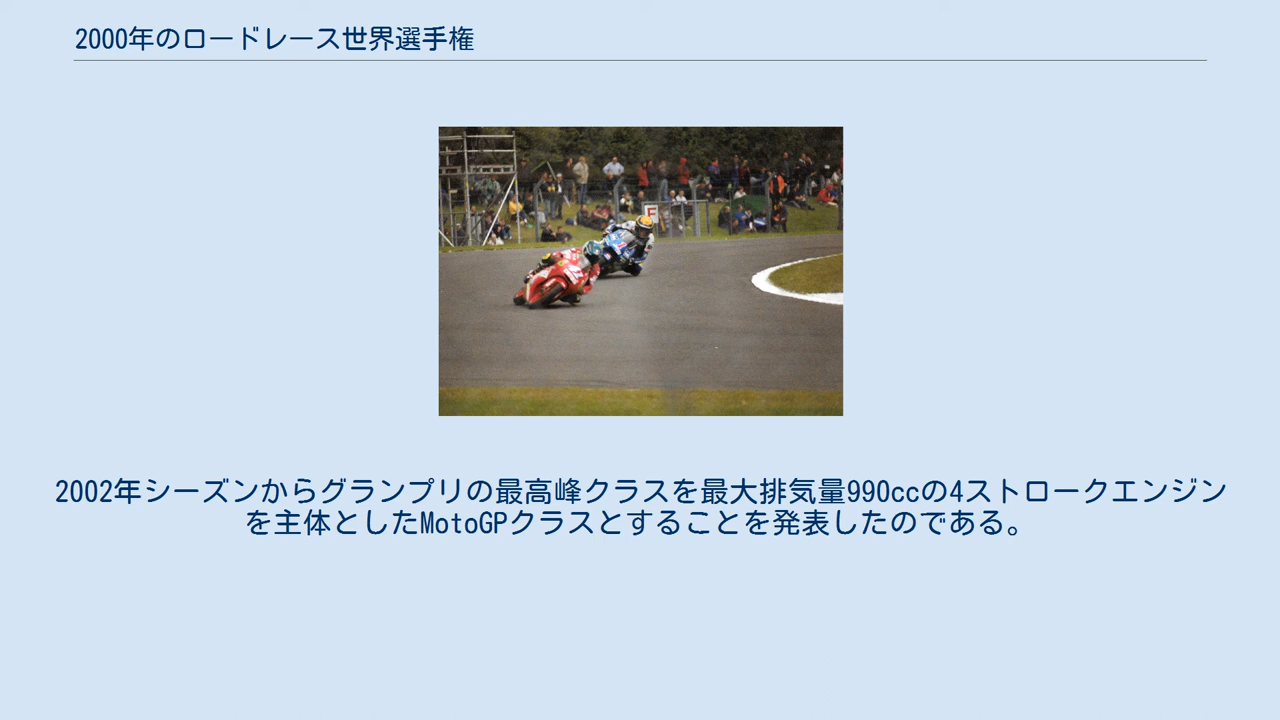 2000年のロードレース世界選手権
F
2002年シーズンからグランプリの最高峰クラスを最大排気量990ccの4ストロークエンジン
を主体としたMotoGPクラスとすることを発表したのである。